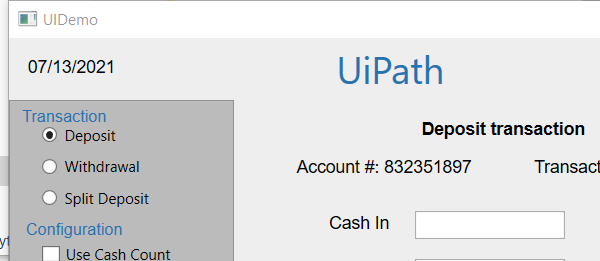 UIDemo
07/13/2021
UiPath
Transaction
Deposit
Withdrawal
Split Deposit
Configuration
Use Cash Count
Deposit transaction
Account #: 832351897
Cash In